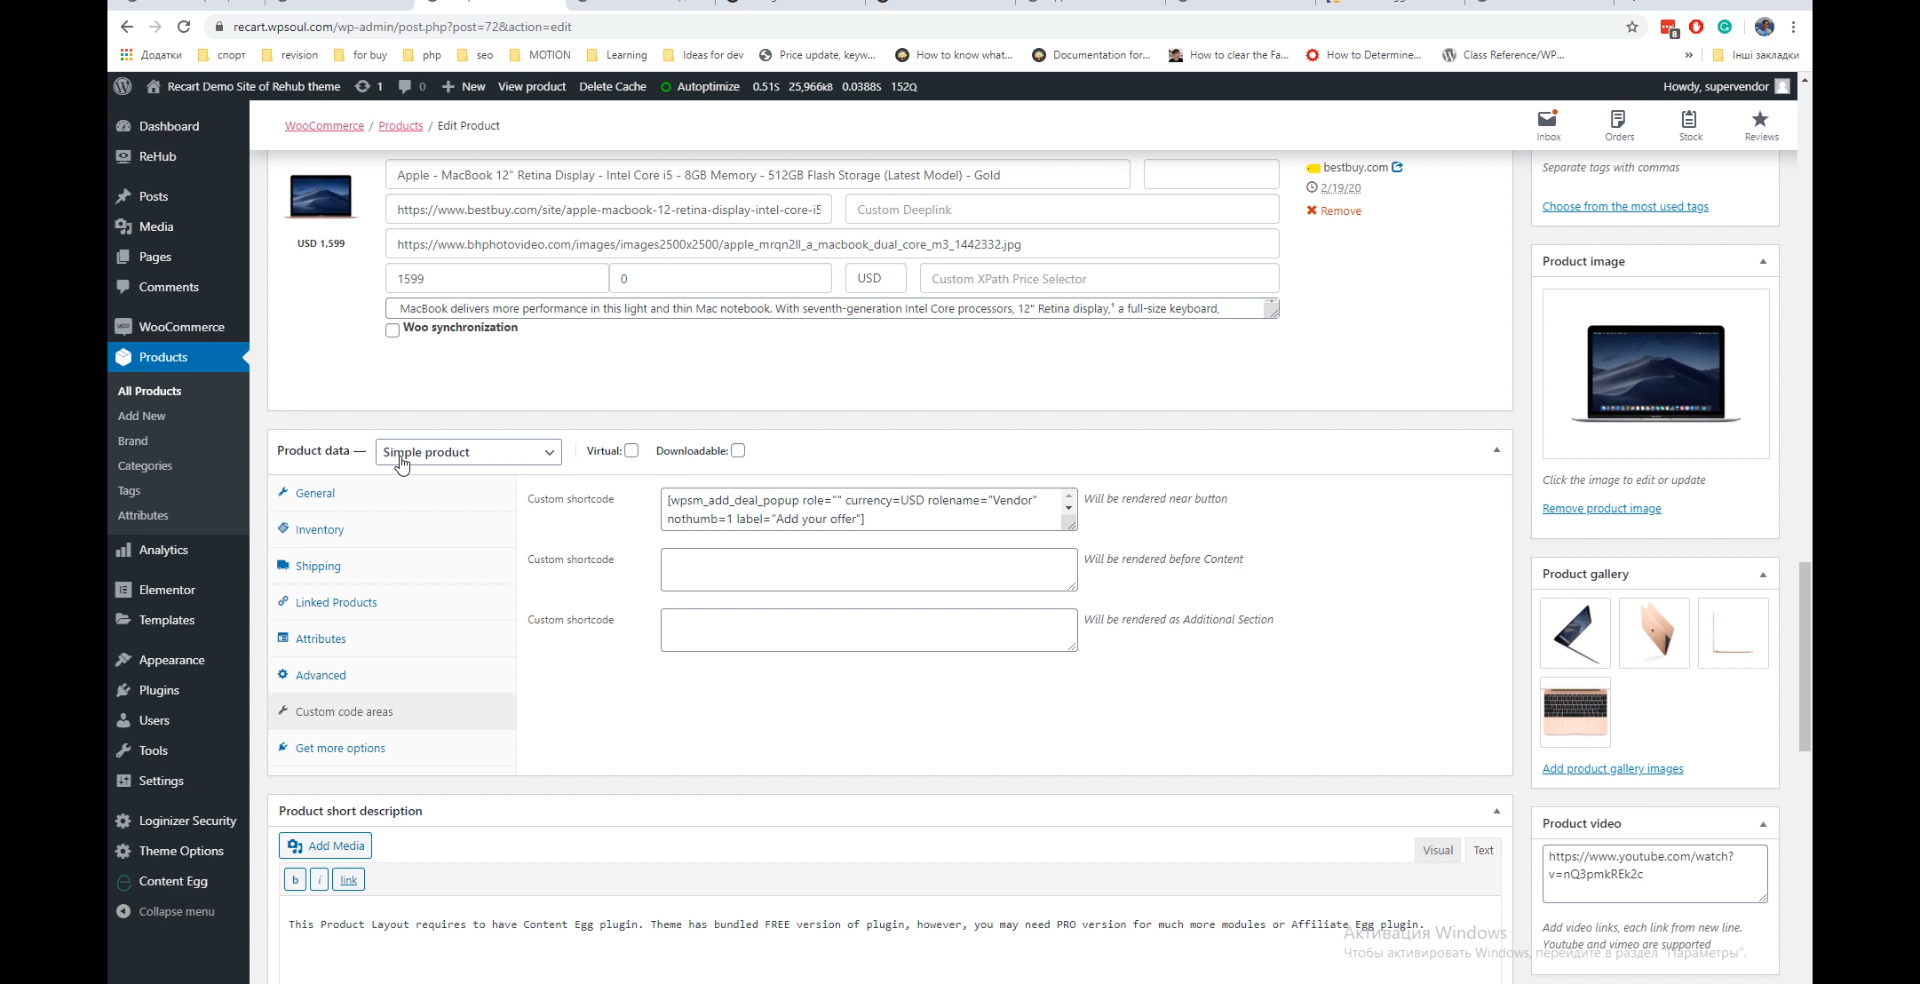 recart.wpsoul.com/wp-admin/post.php?post=72&action=edit
8
Додатки
спорт
revision
for buy
php
seo
MOTION
Learning
Ideas for dev
Price update, keyw...
How to know what...
Documentation for...
How to clear the Fa...
How to Determine...
Class Reference/WP...
»
Інші закладки
Recart Demo Site of Rehub theme
1
0
New
View product
Delete Cache
Autoptimize
0.51S 25,966KB 0.0388S 152Q
Howdy, supervendor
Dashboard
ReHub
Posts
Media
Pages
Comments
WooCommerce
Products
All Products
Add New
Brand
Categories
Tags
Attributes
Analytics
Elementor
Templates
Appearance
Plugins
Users
Tools
Settings
Loginizer Security
Theme Options
Content Egg
Collapse menu
WooCommerce / Products / Edit Product
Inbox
Orders
Stock
Reviews
USD 1,599
Apple - MacBook 12" Retina Display - Intel Core i5 - 8GB Memory - 512GB Flash Storage (Latest Model) - Gold
https://www.bestbuy.com/site/apple-macbook-12-retina-display-intel-core-i5
Custom Deeplink
https://www.bhphotovideo.com/images/images2500x2500/apple_mrqn2ll_a_macbook_dual_core_m3_1442332.jpg
1599
0
USD
Custom XPath Price Selector
MacBook delivers more performance in this light and thin Mac notebook. With seventh-generation Intel Core processors, 12" Retina display,¹ a full-size keyboard,
Woo synchronization
bestbuy.com
2/19/20
Remove
Product data —
Simple product
Virtual:
Downloadable:
General
Inventory
Shipping
Linked Products
Attributes
Advanced
Custom code areas
Get more options
Custom shortcode
[wpsm_add_deal_popup role="" currency=USD rolename="Vendor"
nothumb=1 label="Add your offer"]
Will be rendered near button
Custom shortcode
Will be rendered before Content
Custom shortcode
Will be rendered as Additional Section
Product short description
Add Media
Visual
Text
b
i
link
This Product Layout requires to have Content Egg plugin. Theme has bundled FREE version of plugin, however, you may need PRO version for much more modules or Affiliate Egg plugin.
Separate tags with commas
Choose from the most used tags
Product image
Click the image to edit or update
Remove product image
Product gallery
Add product gallery images
Product video
https://www.youtube.com/watch?
v=nQ3pmkREk2c
Add video links, each link from new line.
Youtube and vimeo are supported
Активация Windows
Чтобы активировать Windows, перейдите в раздел "Параметры".